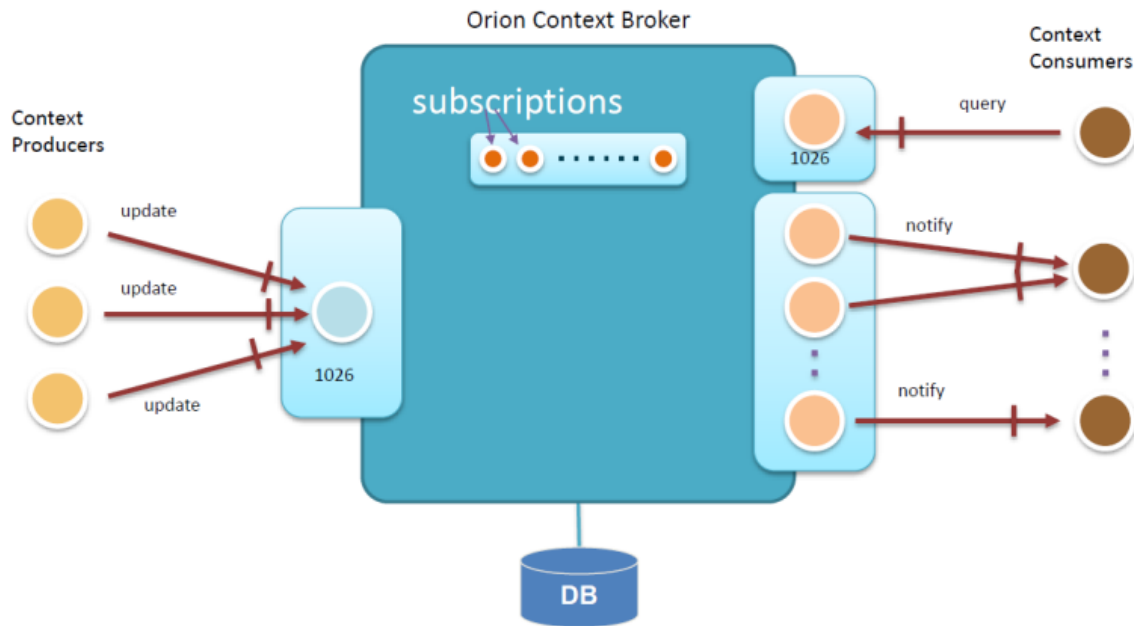 Orion Context Broker
Context
Producers
Context
Consumers
subscriptions
query
1026
update
update
update
1026
notify
notify
DB